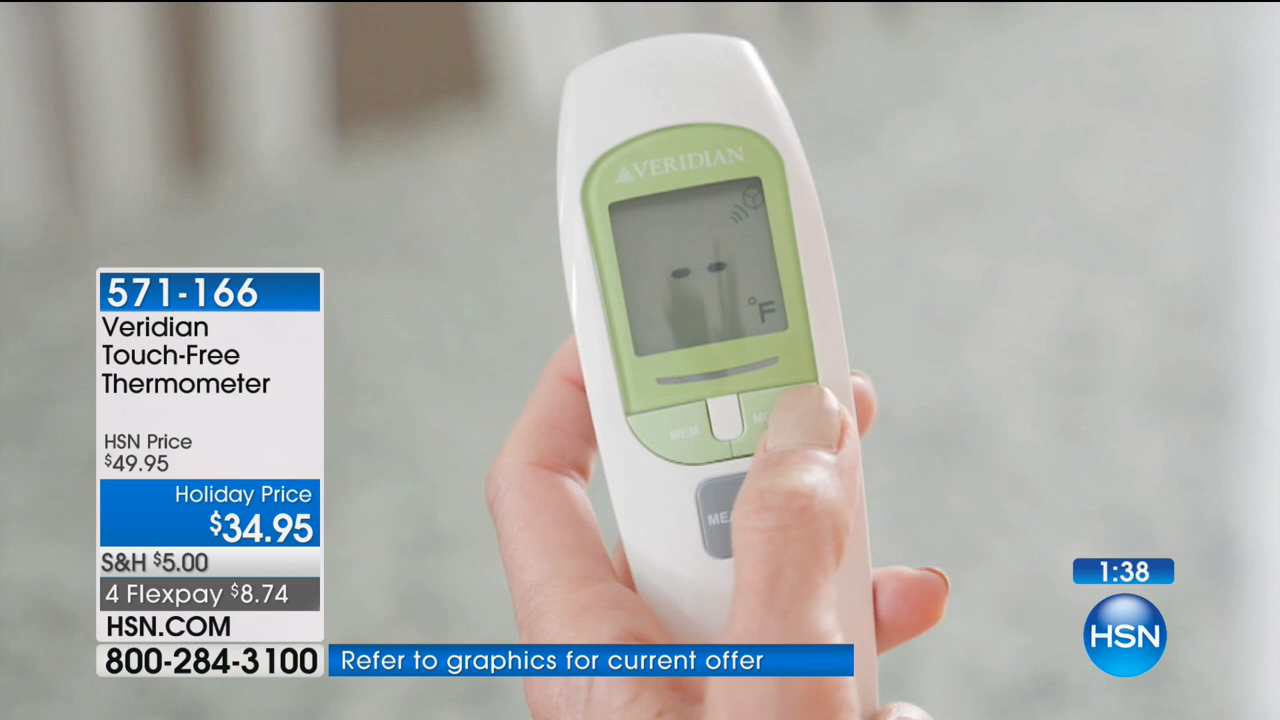 VERIDIAN
°F
MEM
571-166
Veridian
Touch-Free
Thermometer
HSN Price
$49.95
Holiday Price
$34.95
S&H $5.00
4 Flexpay $8.74
HSN.COM
800-284-3100
Refer to graphics for current offer
1:38
HSN